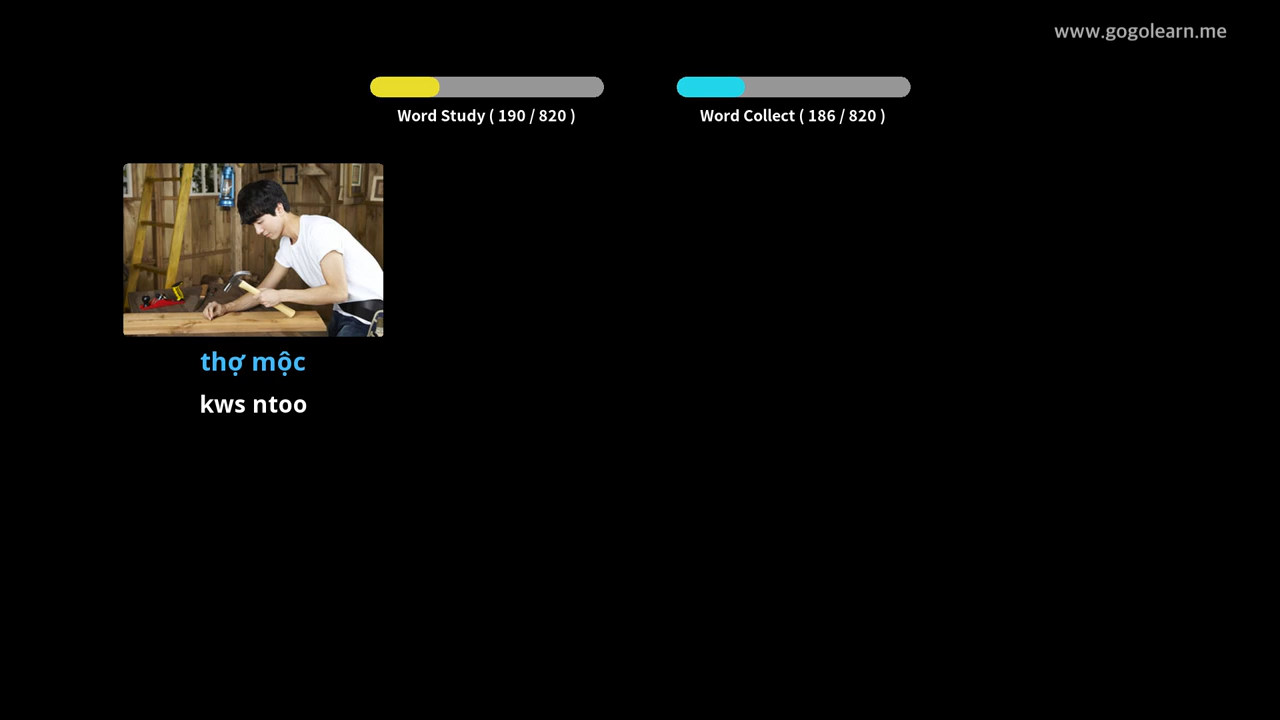 www.gogolearn.me
Word Study ( 190 / 820 )
Word Collect ( 186 / 820 )
thợ mộc
kws ntoo